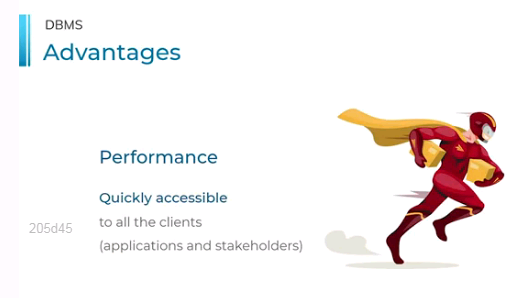 DBMS
Advantages
Performance
Quickly accessible
to all the clients
205d45
(applications and stakeholders)